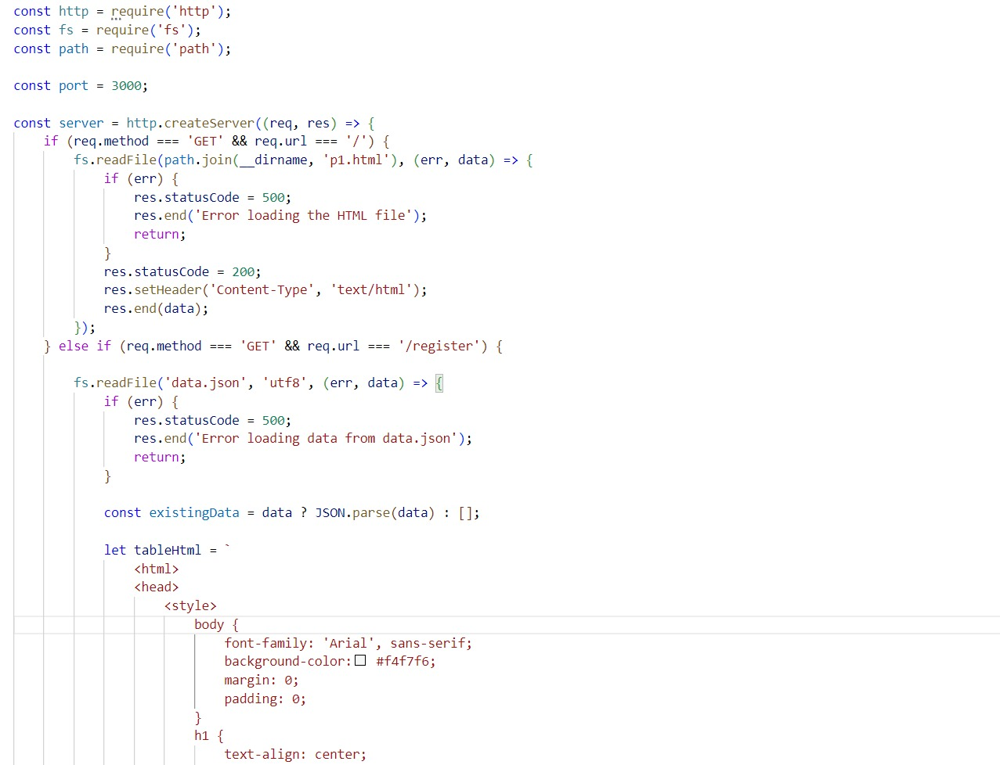 const http = require('http');
const fs = require('fs');
const path = require('path');
const port = 3000;
const server = http.createServer((req, res) => {
if (req.method === 'GET' && req.url === '/') {
fs.readFile(path.join(__dirname, 'p1.html'), (err, data) => {
if (err) {
res.statusCode = 500;
res.end('Error loading the HTML file');
return;
}
res.statusCode = 200;
res.setHeader('Content-Type', 'text/html');
res.end(data);
});
} else if (req.method === 'GET' && req.url === '/register') {
fs.readFile('data.json', 'utf8', (err, data) => {
if (err) {
res.statusCode = 500;
res.end('Error loading data from data.json');
return;
}
const existingData = data ? JSON.parse(data) : [];
let tableHtml = `
<html>
<head>
<style>
body {
font-family: 'Arial', sans-serif;
background-color: #f4f7f6;
margin: 0;
padding: 0;
}
h1 {
text-align: center;